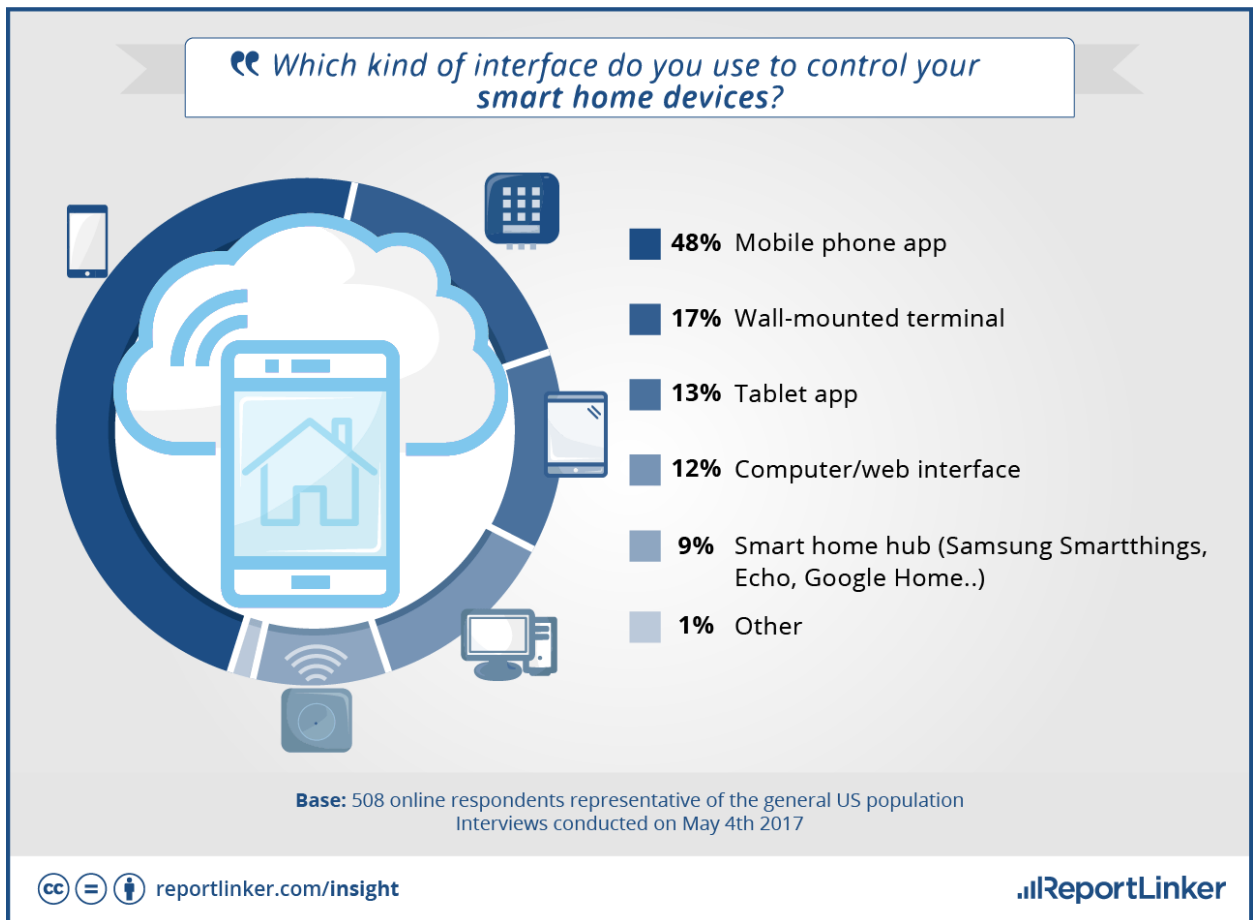 “ Which kind of interface do you use to control your
smart home devices?
48% Mobile phone app
17% Wall-mounted terminal
13% Tablet app
12% Computer/web interface
9% Smart home hub (Samsung Smartthings,
Echo, Google Home..)
1% Other
Base: 508 online respondents representative of the general US population
Interviews conducted on May 4th 2017
cc = reportlinker.com/insight
ReportLinker